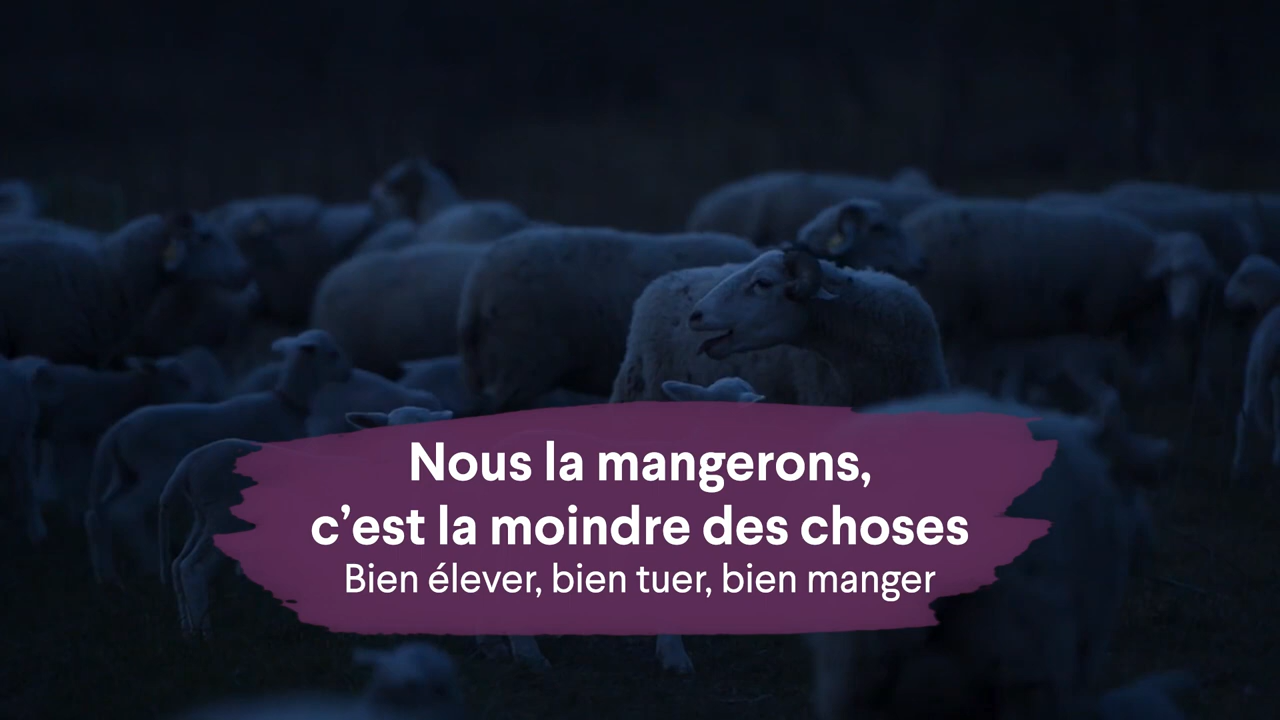 Nous la mangerons,
c’est la moindre des choses
Bien élever, bien tuer, bien manger